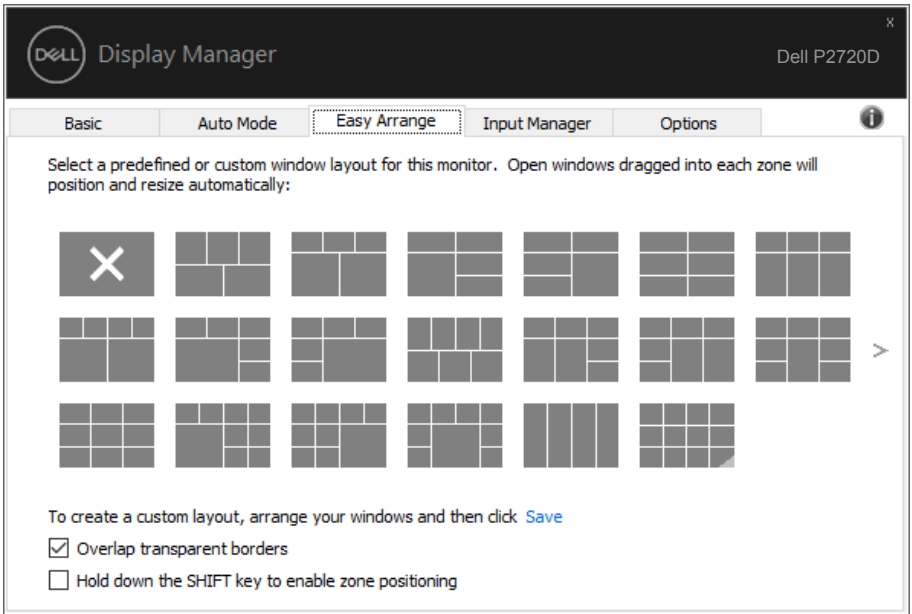 x
DELL Display Manager
Dell P2720D
Basic Auto Mode Easy Arrange Input Manager Options
Select a predefined or custom window layout for this monitor. Open windows dragged into each zone will
position and resize automatically:
>
To create a custom layout, arrange your windows and then click Save
Overlap transparent borders
Hold down the SHIFT key to enable zone positioning